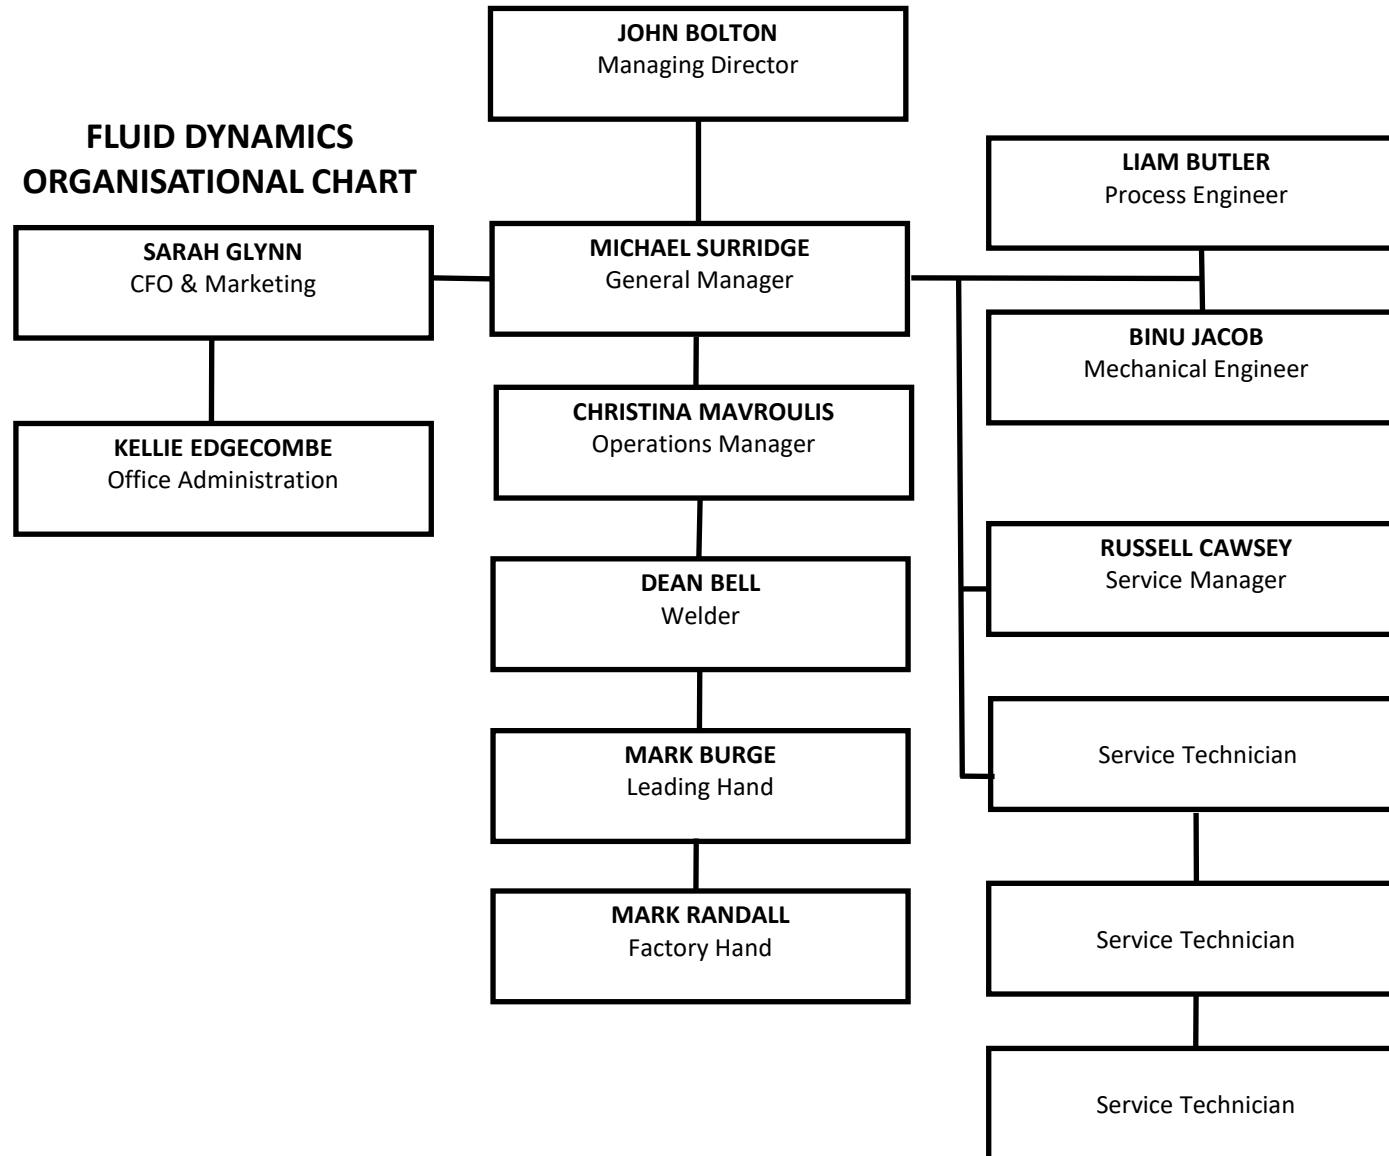 JOHN BOLTON
Managing Director
FLUID DYNAMICS
ORGANISATIONAL CHART
LIAM BUTLER
Process Engineer
SARAH GLYNN
CFO & Marketing
MICHAEL SURRIDGE
General Manager
BINU JACOB
Mechanical Engineer
CHRISTINA MAVROULIS
Operations Manager
KELLIE EDGECOMBE
Office Administration
RUSSELL CAWSEY
Service Manager
DEAN BELL
Welder
Service Technician
MARK BURGE
Leading Hand
MARK RANDALL
Factory Hand
Service Technician
Service Technician